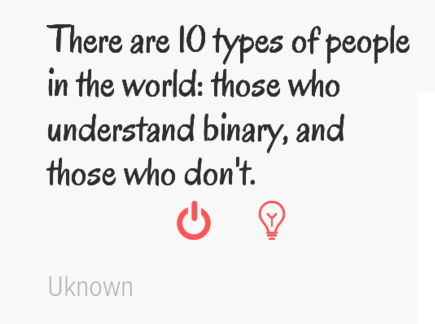 There are 10 types of people
in the world: those who
understand binary, and
those who don't.
Uknown